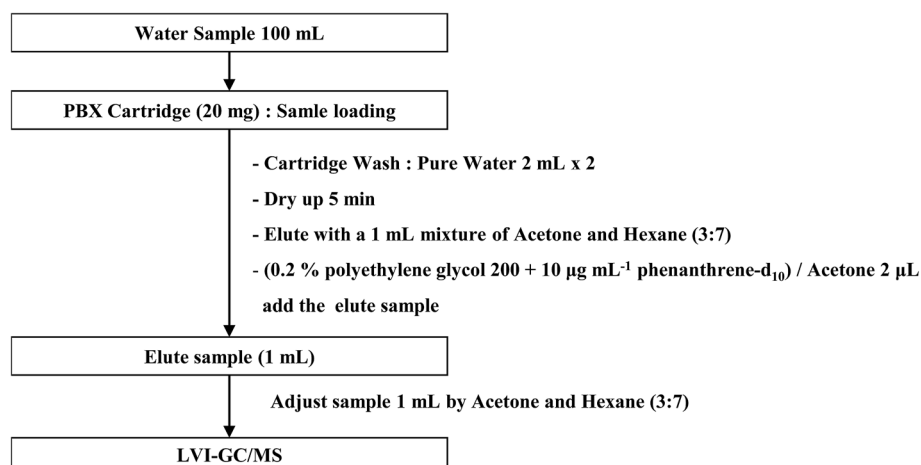 Water Sample 100 mL
PBX Cartridge (20 mg) : Samle loading
- Cartridge Wash : Pure Water 2 mL x 2
- Dry up 5 min
- Elute with a 1 mL mixture of Acetone and Hexane (3:7)
- (0.2 % polyethylene glycol 200 + 10 μg mL⁻¹ phenanthrene-d₁₀) / Acetone 2 μL
add the elute sample
Elute sample (1 mL)
Adjust sample 1 mL by Acetone and Hexane (3:7)
LVI-GC/MS